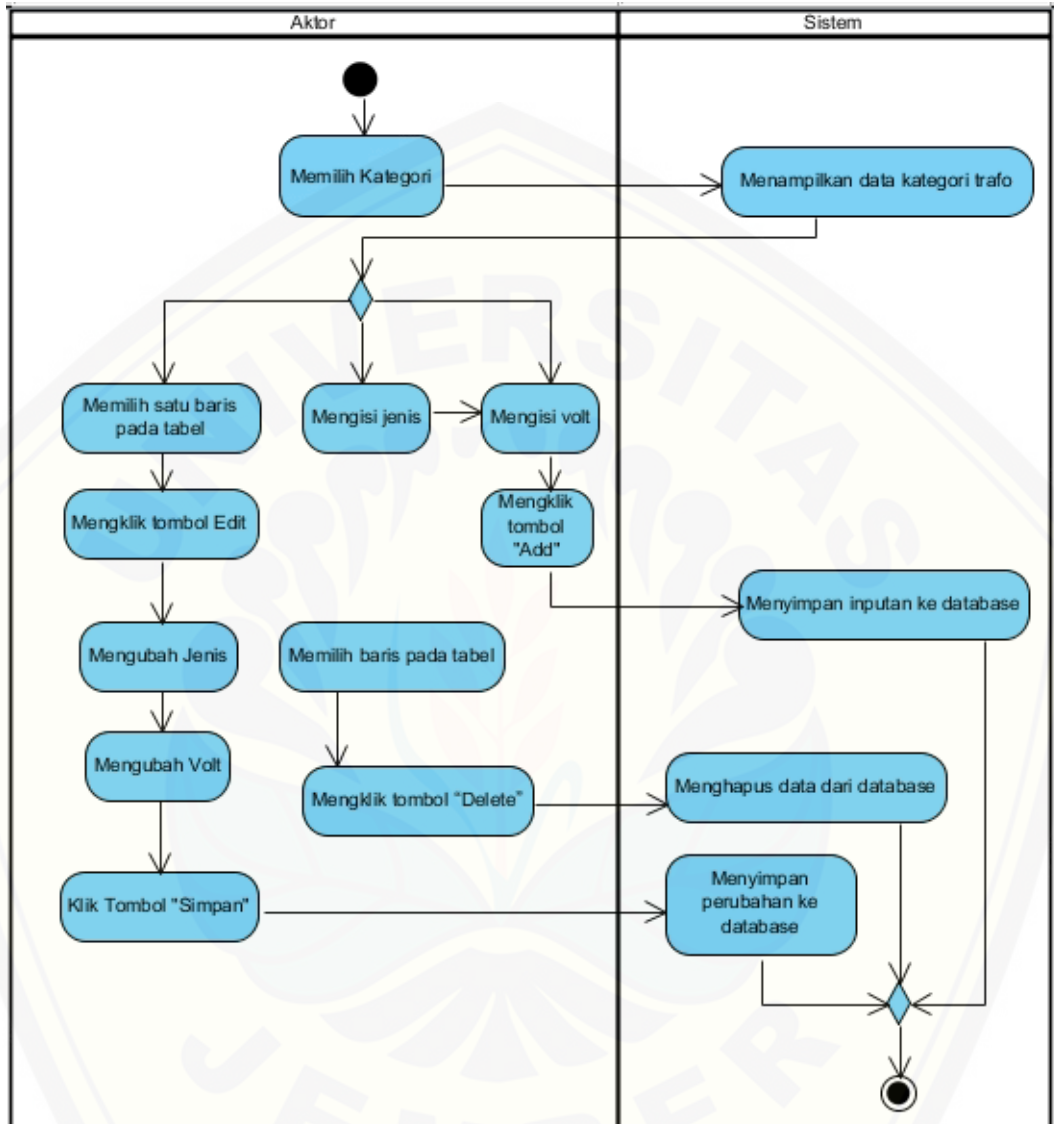 Aktor
Sistem
Memilih Kategori
Menampilkan data kategori trafo
Memilih satu baris
pada tabel
Mengisi jenis
Mengisi volt
Mengklik tombol Edit
Mengklik
tombol
"Add"
Menyimpan inputan ke database
Mengubah Jenis
Memilih baris pada tabel
Mengubah Volt
Mengklik tombol “Delete”
Menghapus data dari database
Klik Tombol "Simpan"
Menyimpan
perubahan ke
database
UNIVERSITAS
JEMBER